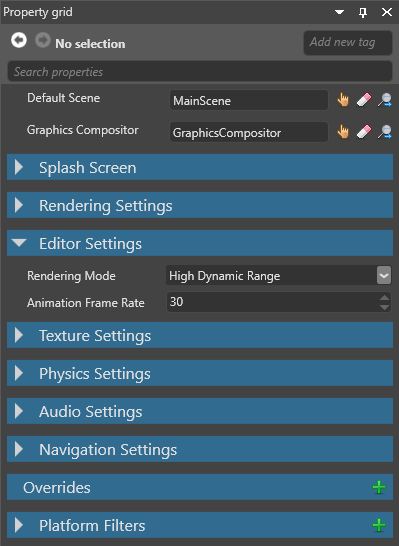 Property grid
No selection
Add new tag
Search properties
Default Scene MainScene
Graphics Compositor GraphicsCompositor
Splash Screen
Rendering Settings
Editor Settings
Rendering Mode High Dynamic Range
Animation Frame Rate 30
Texture Settings
Physics Settings
Audio Settings
Navigation Settings
Overrides
Platform Filters